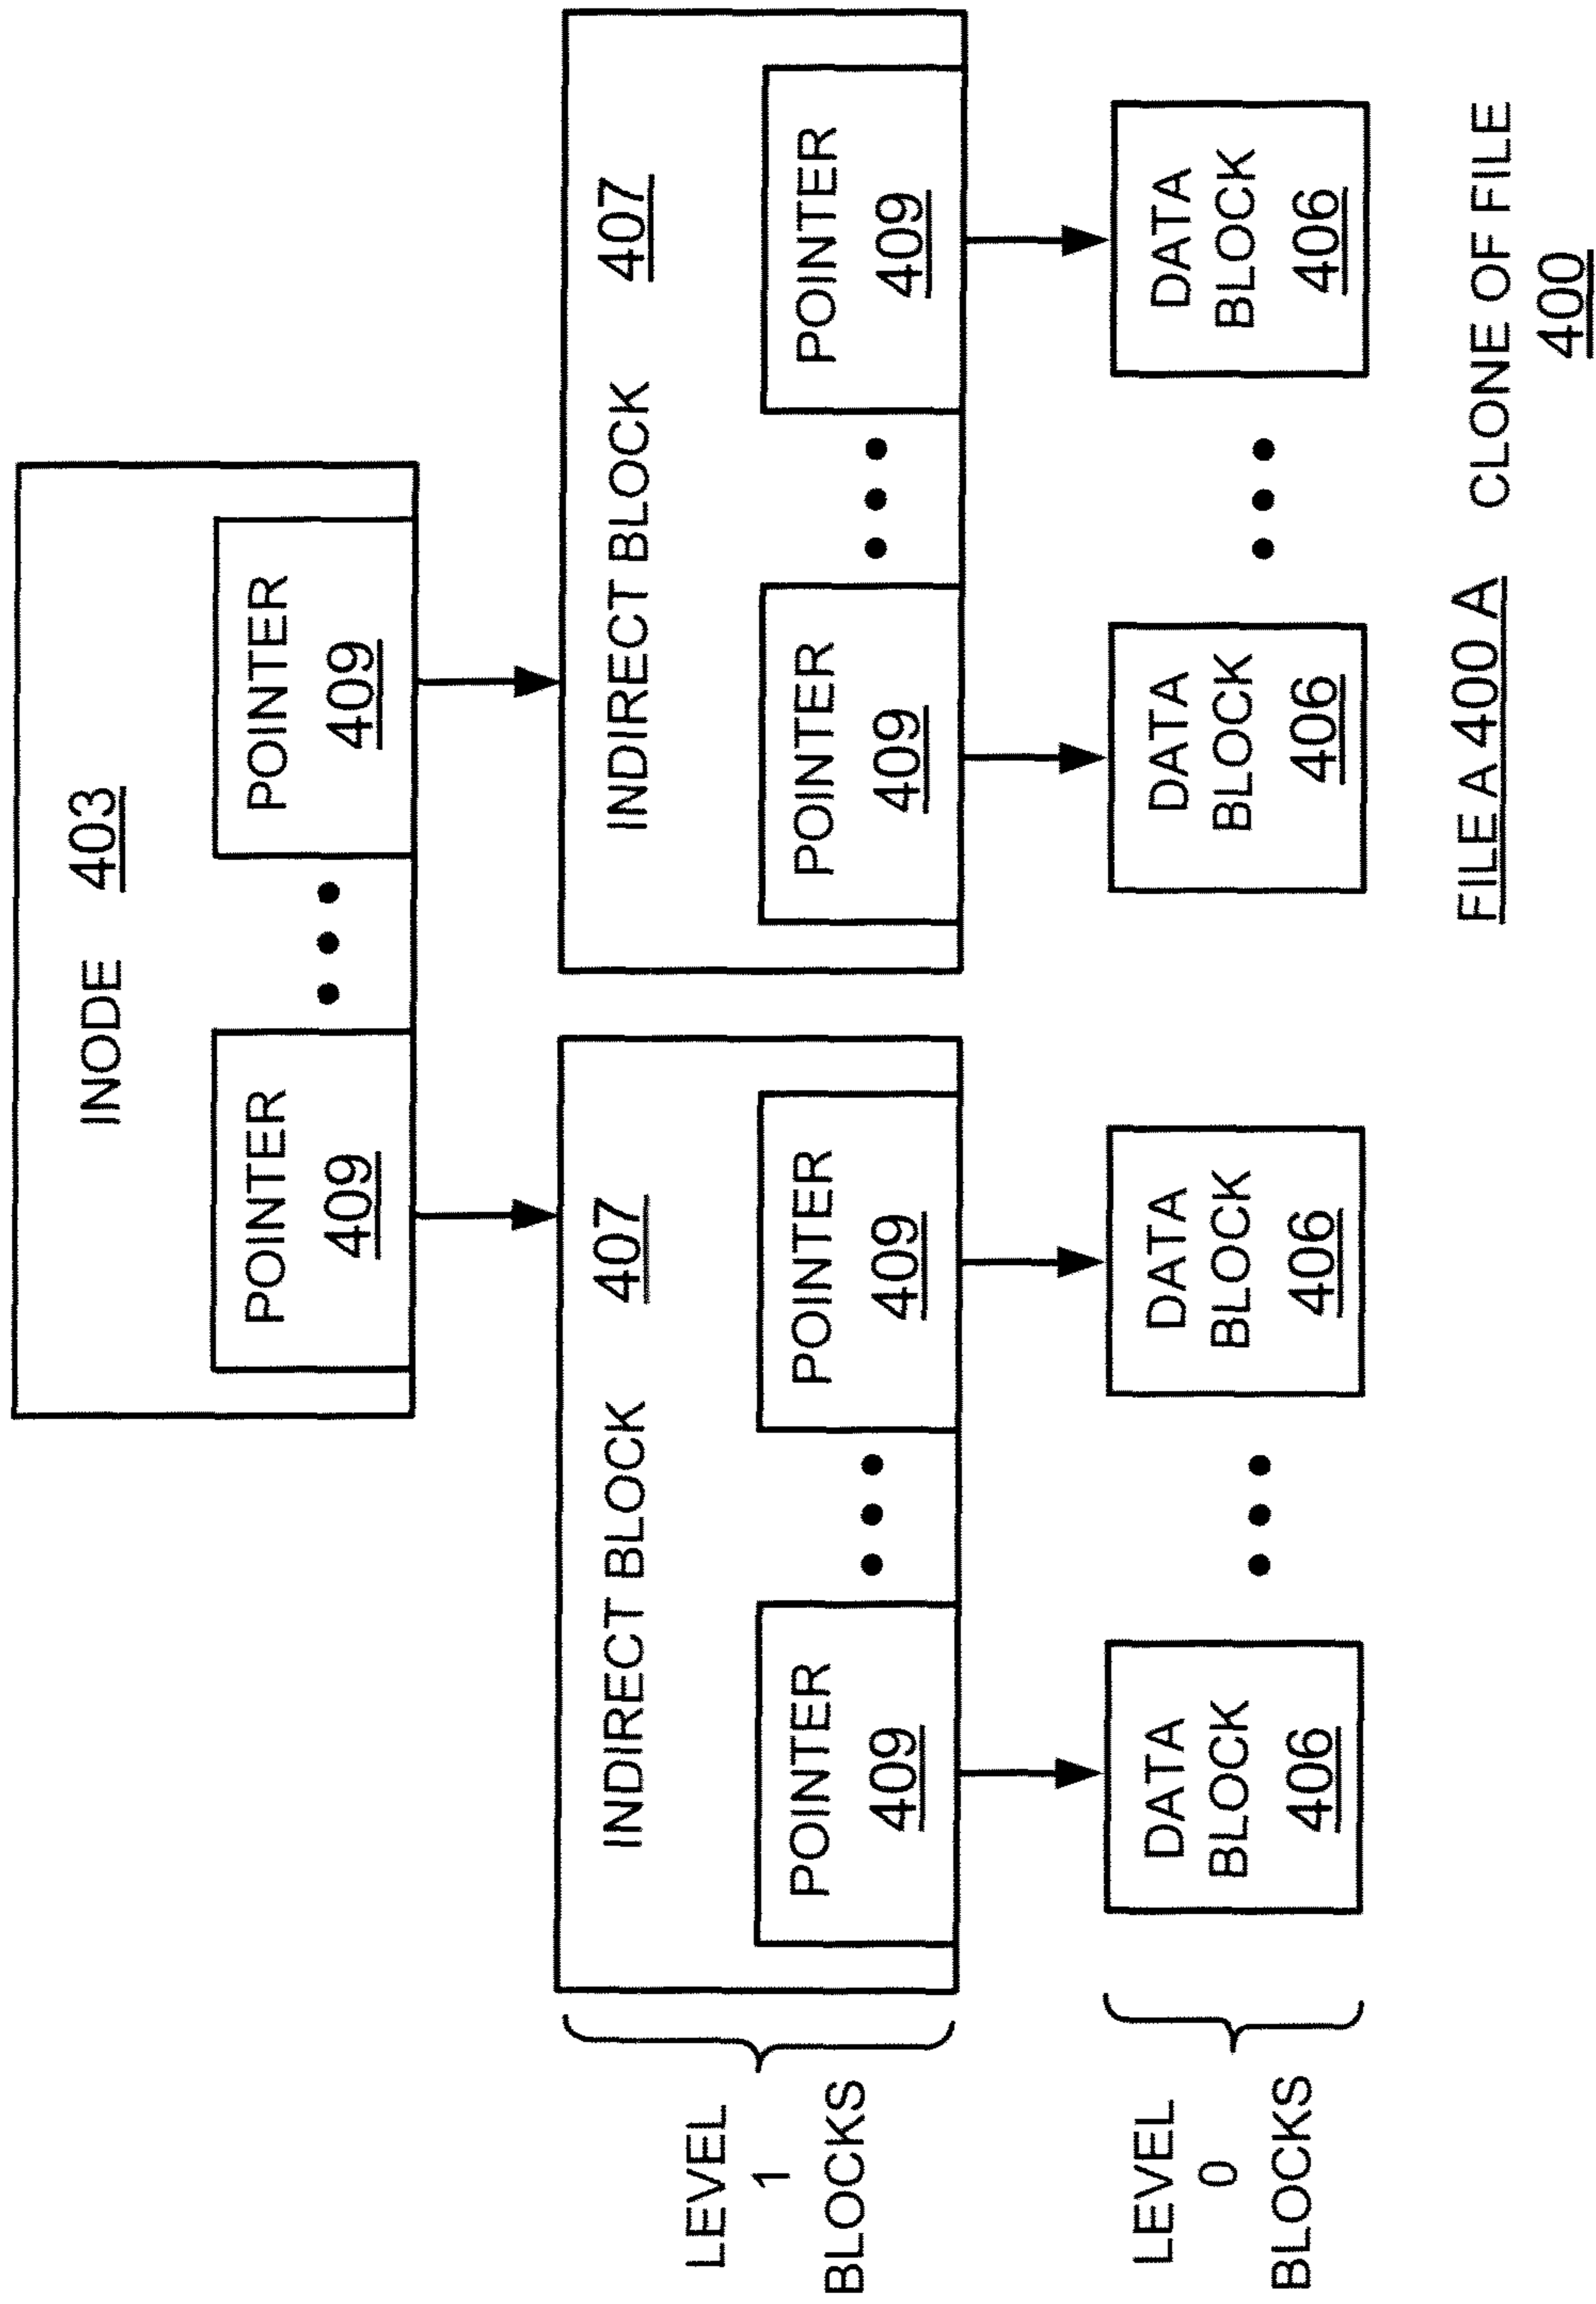 INODE 403
POINTER
409
POINTER
409
LEVEL
1
BLOCKS
INDIRECT BLOCK 407
POINTER
409
POINTER
409
INDIRECT BLOCK 407
POINTER
409
POINTER
409
LEVEL
0
BLOCKS
DATA
BLOCK
406
DATA
BLOCK
406
DATA
BLOCK
406
DATA
BLOCK
406
FILE A 400 A CLONE OF FILE
400